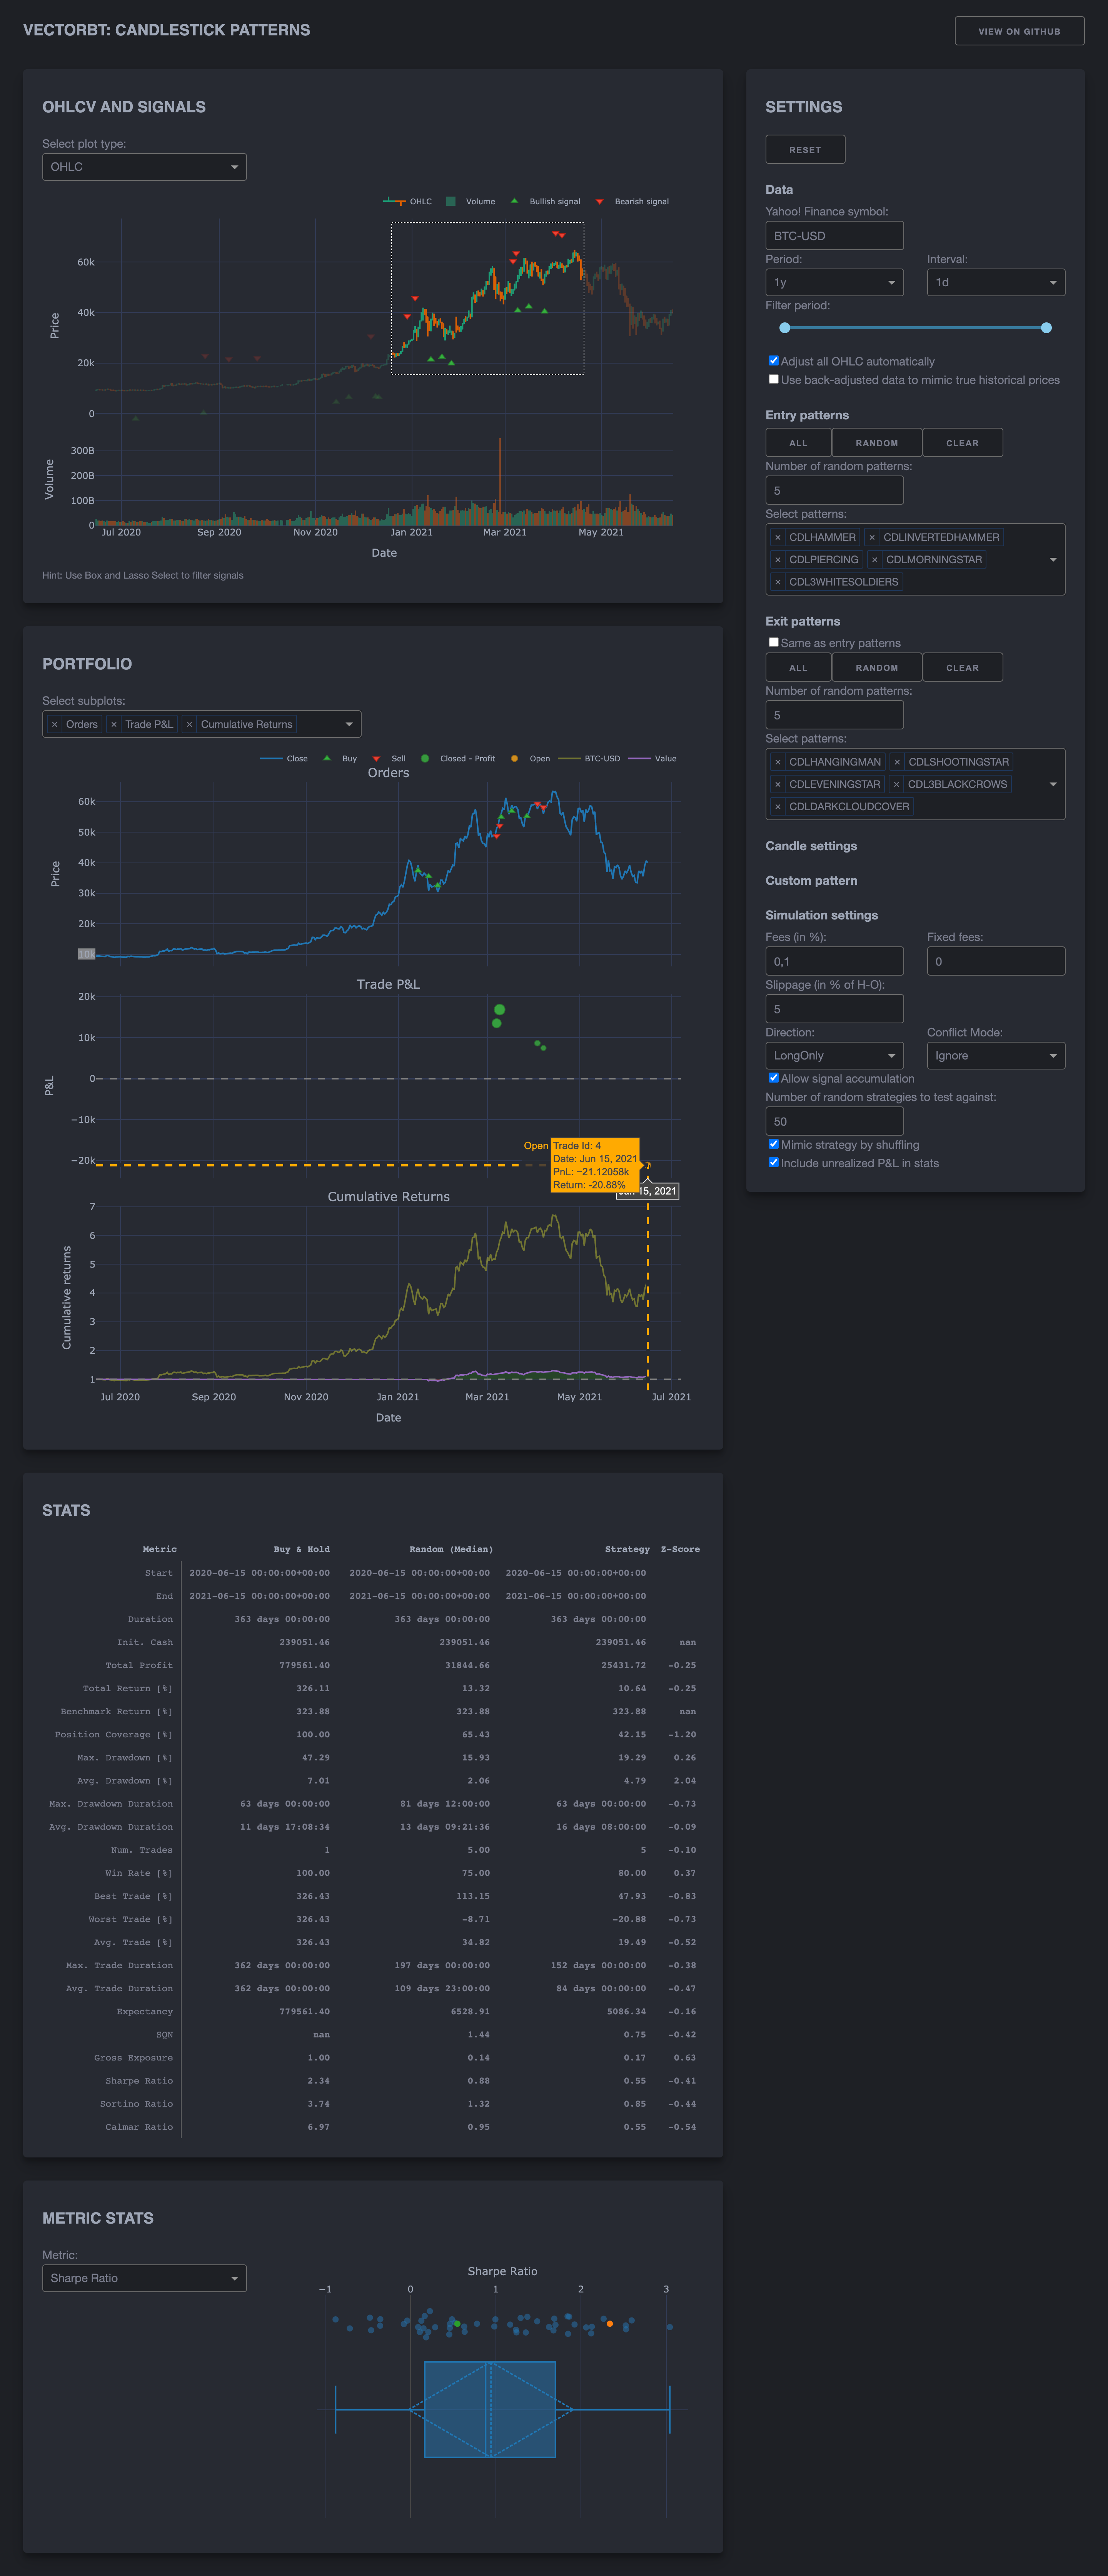 VECTORBT: CANDLESTICK PATTERNS
VIEW ON GITHUB
OHLCV AND SIGNALS
Select plot type:
OHLC
OHLC Volume Bullish signal Bearish signal
60k
40k
20k
0
Price
300B
200B
100B
0
Volume
Jul 2020 Sep 2020 Nov 2020 Jan 2021 Mar 2021 May 2021
Date
Hint: Use Box and Lasso Select to filter signals
PORTFOLIO
Select subplots:
× Orders × Trade P&L × Cumulative Returns
Close Buy Sell Closed - Profit Open BTC-USD Value
Orders
60k
50k
40k
30k
20k
10k
Price
Trade P&L
20k
10k
0
−10k
−20k
P&L
Open
Trade Id: 4
Date: Jun 15, 2021
PnL: −21.12058k
Return: -20.88%
15, 2021
Cumulative Returns
7
6
5
4
3
2
1
Cumulative returns
Jul 2020 Sep 2020 Nov 2020 Jan 2021 Mar 2021 May 2021 Jul 2021
Date
STATS
Metric Buy & Hold Random (Median) Strategy Z-Score
Start 2020-06-15 00:00:00+00:00 2020-06-15 00:00:00+00:00 2020-06-15 00:00:00+00:00
End 2021-06-15 00:00:00+00:00 2021-06-15 00:00:00+00:00 2021-06-15 00:00:00+00:00
Duration 363 days 00:00:00 363 days 00:00:00 363 days 00:00:00
Init. Cash 239051.46 239051.46 239051.46 nan
Total Profit 779561.40 31844.66 25431.72 -0.25
Total Return [%] 326.11 13.32 10.64 -0.25
Benchmark Return [%] 323.88 323.88 323.88 nan
Position Coverage [%] 100.00 65.43 42.15 -1.20
Max. Drawdown [%] 47.29 15.93 19.29 0.26
Avg. Drawdown [%] 7.01 2.06 4.79 2.04
Max. Drawdown Duration 63 days 00:00:00 81 days 12:00:00 63 days 00:00:00 -0.73
Avg. Drawdown Duration 11 days 17:08:34 13 days 09:21:36 16 days 08:00:00 -0.09
Num. Trades 1 5.00 5 -0.10
Win Rate [%] 100.00 75.00 80.00 0.37
Best Trade [%] 326.43 113.15 47.93 -0.83
Worst Trade [%] 326.43 -8.71 -20.88 -0.73
Avg. Trade [%] 326.43 34.82 19.49 -0.52
Max. Trade Duration 362 days 00:00:00 197 days 00:00:00 152 days 00:00:00 -0.38
Avg. Trade Duration 362 days 00:00:00 109 days 23:00:00 84 days 00:00:00 -0.47
Expectancy 779561.40 6528.91 5086.34 -0.16
SQN nan 1.44 0.75 -0.42
Gross Exposure 1.00 0.14 0.17 0.63
Sharpe Ratio 2.34 0.88 0.55 -0.41
Sortino Ratio 3.74 1.32 0.85 -0.44
Calmar Ratio 6.97 0.95 0.55 -0.54
METRIC STATS
Metric:
Sharpe Ratio
Sharpe Ratio
−1 0 1 2 3
SETTINGS
RESET
Data
Yahoo! Finance symbol:
BTC-USD
Period: Interval:
1y 1d
Filter period:
Adjust all OHLC automatically
Use back-adjusted data to mimic true historical prices
Entry patterns
ALL RANDOM CLEAR
Number of random patterns:
5
Select patterns:
× CDLHAMMER × CDLINVERTEDHAMMER
× CDLPIERCING × CDLMORNINGSTAR
× CDL3WHITESOLDIERS
Exit patterns
Same as entry patterns
ALL RANDOM CLEAR
Number of random patterns:
5
Select patterns:
× CDLHANGINGMAN × CDLSHOOTINGSTAR
× CDLEVENINGSTAR × CDL3BLACKCROWS
× CDLDARKCLOUDCOVER
Candle settings
Custom pattern
Simulation settings
Fees (in %): Fixed fees:
0,1 0
Slippage (in % of H-O):
5
Direction: Conflict Mode:
LongOnly Ignore
Allow signal accumulation
Number of random strategies to test against:
50
Mimic strategy by shuffling
Include unrealized P&L in stats